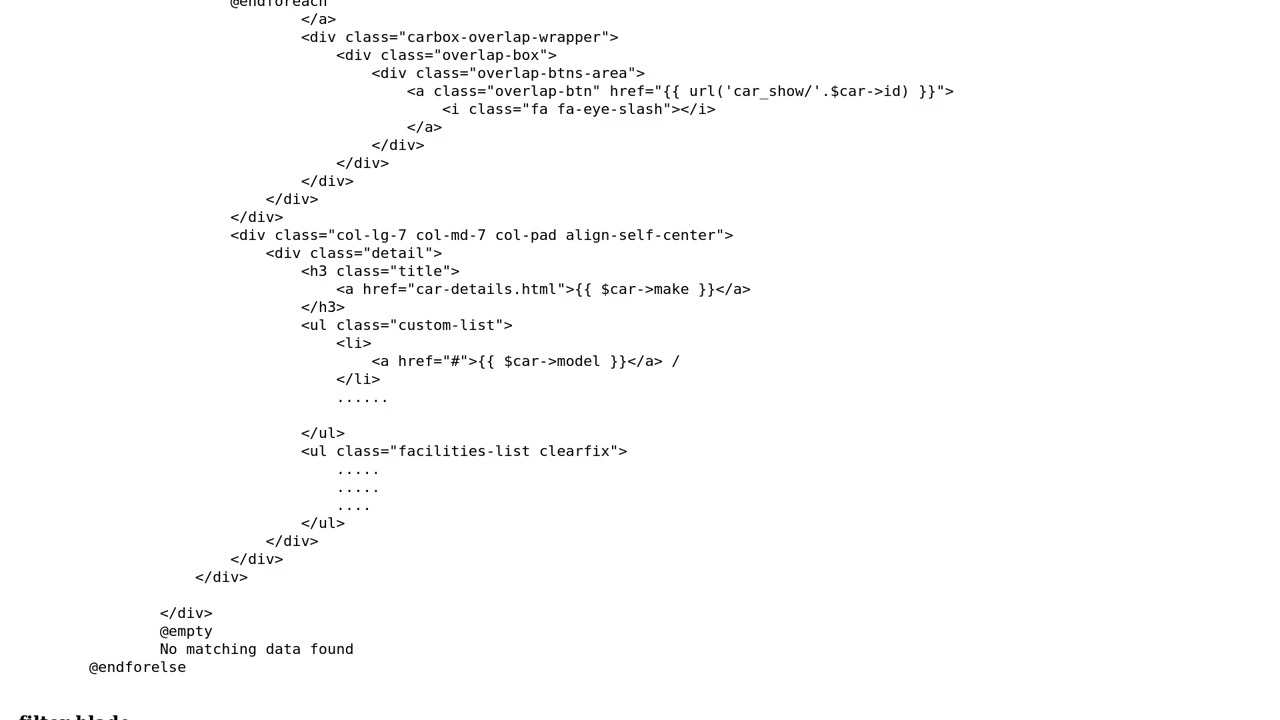 @endforeach
</a>
<div class="carbox-overlap-wrapper">
<div class="overlap-box">
<div class="overlap-btns-area">
<a class="overlap-btn" href="{{ url('car_show/'.$car->id) }}">
<i class="fa fa-eye-slash"></i>
</a>
</div>
</div>
</div>
</div>
</div>
<div class="col-lg-7 col-md-7 col-pad align-self-center">
<div class="detail">
<h3 class="title">
<a href="car-details.html">{{ $car->make }}</a>
</h3>
<ul class="custom-list">
<li>
<a href="#">{{ $car->model }}</a> /
</li>
......
</ul>
<ul class="facilities-list clearfix">
.....
.....
....
</ul>
</div>
</div>
</div>
</div>
@empty
No matching data found
@endforelse
filter blade